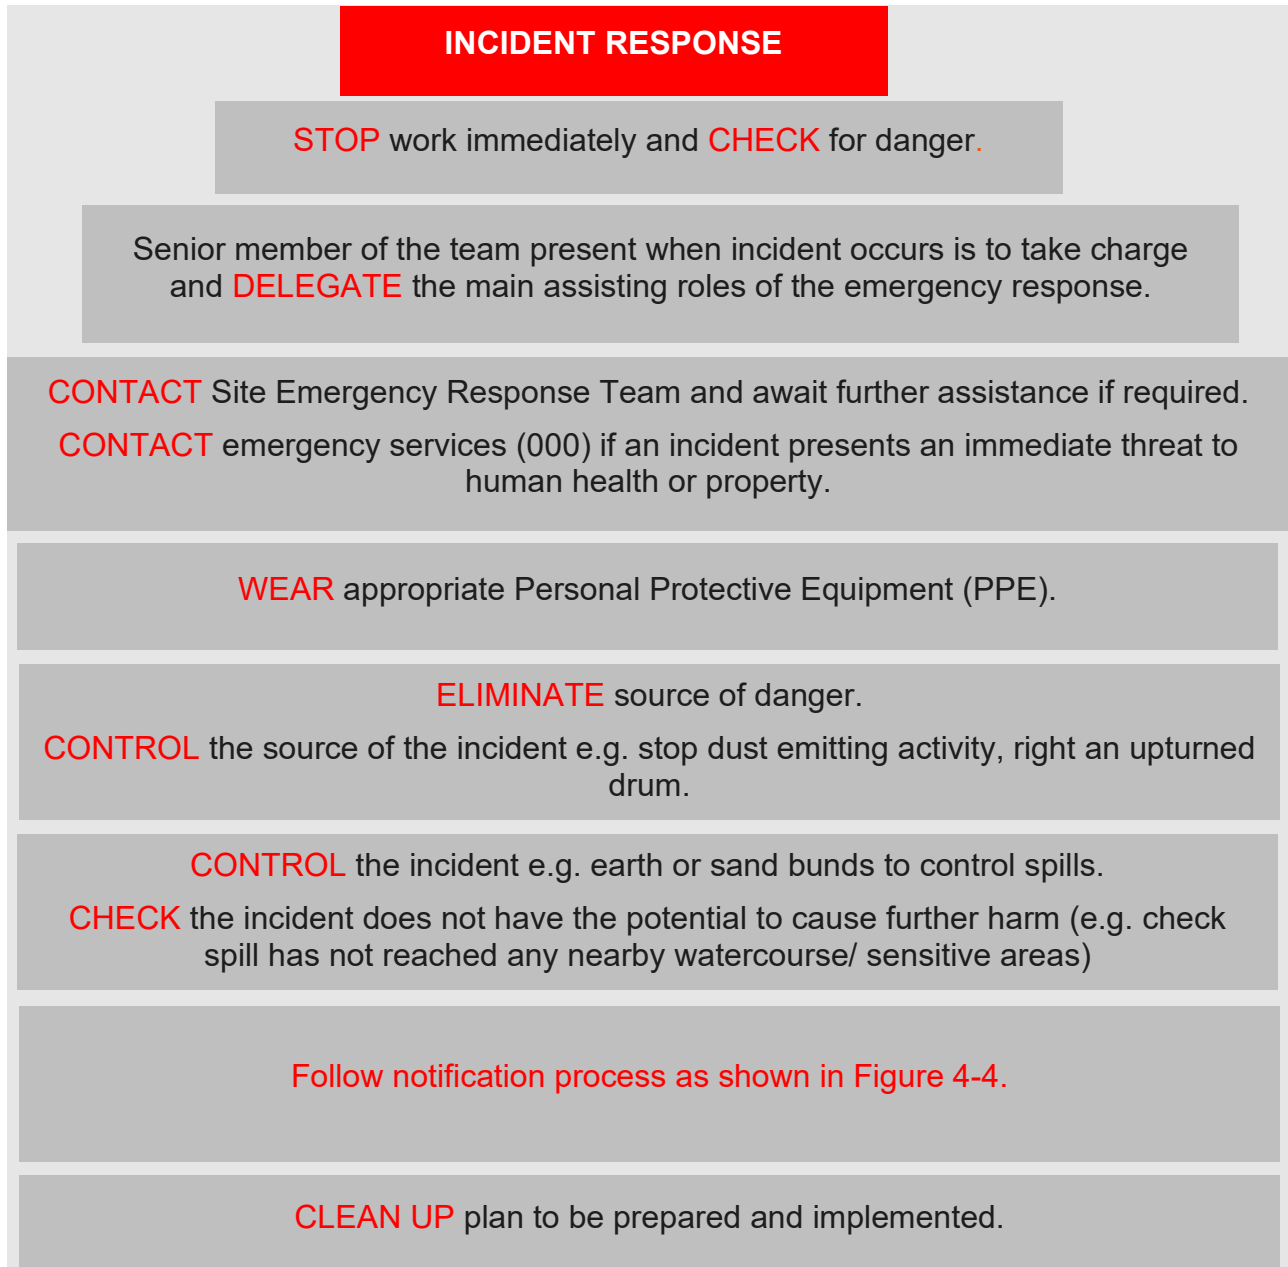 INCIDENT RESPONSE
STOP work immediately and CHECK for danger.
Senior member of the team present when incident occurs is to take charge
and DELEGATE the main assisting roles of the emergency response.
CONTACT Site Emergency Response Team and await further assistance if required.
CONTACT emergency services (000) if an incident presents an immediate threat to
human health or property.
WEAR appropriate Personal Protective Equipment (PPE).
ELIMINATE source of danger.
CONTROL the source of the incident e.g. stop dust emitting activity, right an upturned
drum.
CONTROL the incident e.g. earth or sand bunds to control spills.
CHECK the incident does not have the potential to cause further harm (e.g. check
spill has not reached any nearby watercourse/ sensitive areas)
Follow notification process as shown in Figure 4-4.
CLEAN UP plan to be prepared and implemented.